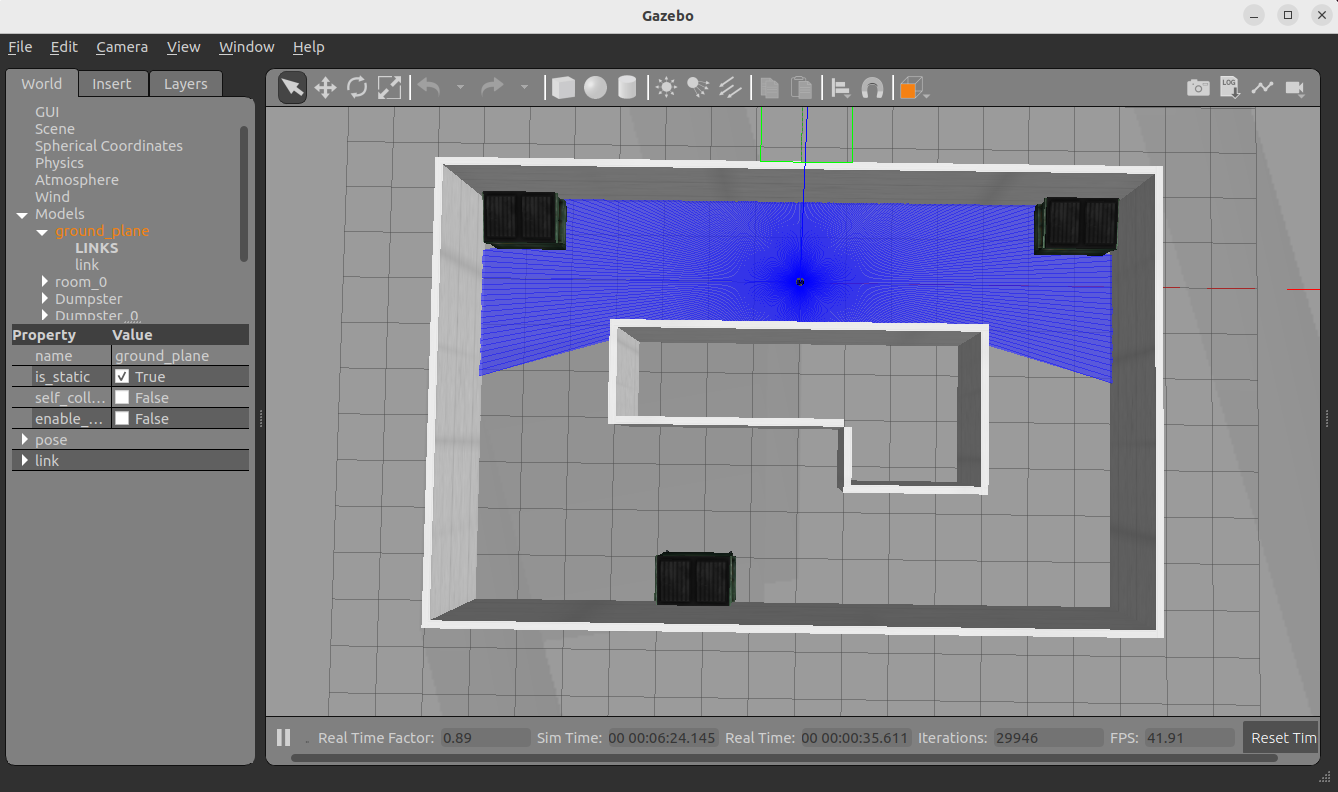 Gazebo
File Edit Camera View Window Help
World Insert Layers
LOG
GUI
Scene
Spherical Coordinates
Physics
Atmosphere
Wind
Models
ground_plane
LINKS
link
room_0
Dumpster
Dumpster_0
Property Value
name ground_plane
is_static True
self_coll... False
enable_... False
pose
link
Real Time Factor: 0.89 Sim Time: 00 00:06:24.145 Real Time: 00 00:00:35.611 Iterations: 29946 FPS: 41.91 Reset Tim